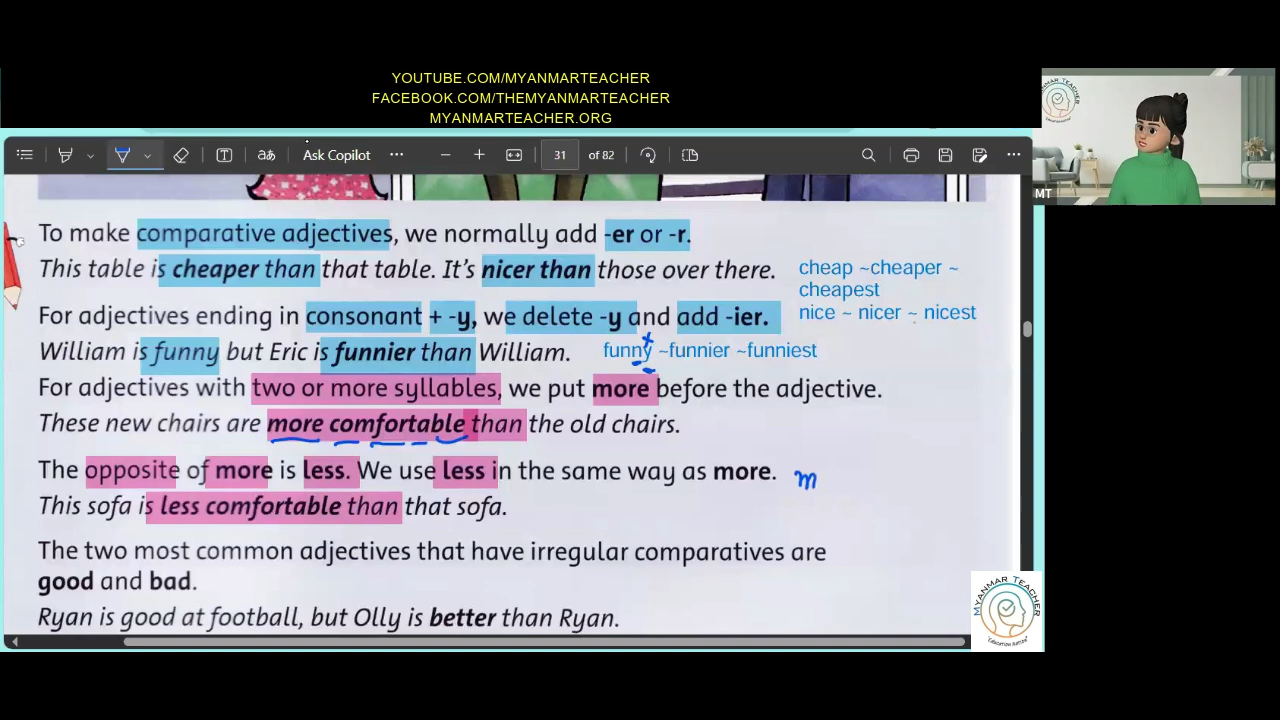 YOUTUBE.COM/MYANMARTEACHER
FACEBOOK.COM/THEMYANMARTEACHER
MYANMARTEACHER.ORG
MYANMAR TEACHER
MT
aあ Ask Copilot 31 of 82
To make comparative adjectives, we normally add -er or -r.
This table is cheaper than that table. It's nicer than those over there.
cheap ~cheaper ~
cheapest
nice ~ nicer ~ nicest
For adjectives ending in consonant + -y, we delete -y and add -ier.
William is funny but Eric is funnier than William.
funny ~funnier ~funniest
For adjectives with two or more syllables, we put more before the adjective.
These new chairs are more comfortable than the old chairs.
The opposite of more is less. We use less in the same way as more.
m
This sofa is less comfortable than that sofa.
The two most common adjectives that have irregular comparatives are
good and bad.
Ryan is good at football, but Olly is better than Ryan.
MYANMAR TEACHER